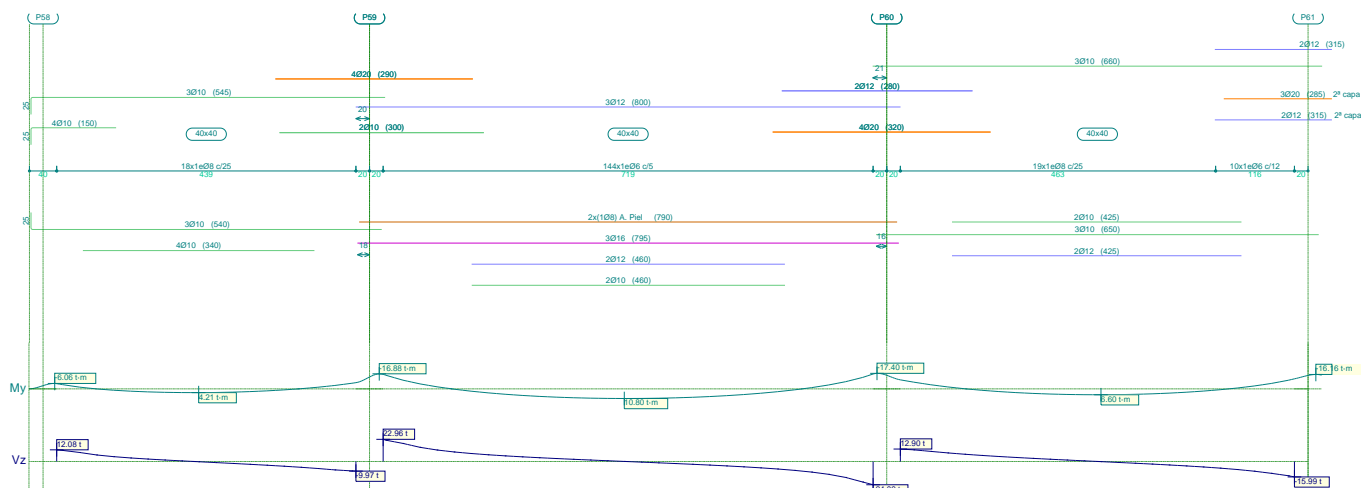 P58 P59 P60 P61
2Ø12 (315)
3Ø10 (660)
21
4Ø20 (290)
2Ø12 (280)
3Ø10 (545)
3Ø20 (285) 2ª capa
25
3Ø12 (800)
20
2Ø12 (315) 2ª capa
4Ø10 (150)
25
40x40
2Ø10 (300)
40x40
4Ø20 (320)
40x40
18x1eØ8 c/25 144x1eØ6 c/5 19x1eØ8 c/25 10x1eØ6 c/12
40 439 20 20 719 20 20 463 116 20
25
2x(1Ø8) A. Piel (790)
2Ø10 (425)
3Ø10 (540)
3Ø10 (650)
3Ø16 (795)
16
4Ø10 (340)
18
2Ø12 (425)
2Ø12 (460)
2Ø10 (460)
-16.88 t·m
-17.40 t·m
-16.16 t·m
-6.06 t·m
My
4.21 t·m
10.80 t·m
6.60 t·m
22.96 t
12.08 t
12.90 t
Vz
-9.97 t
-15.99 t